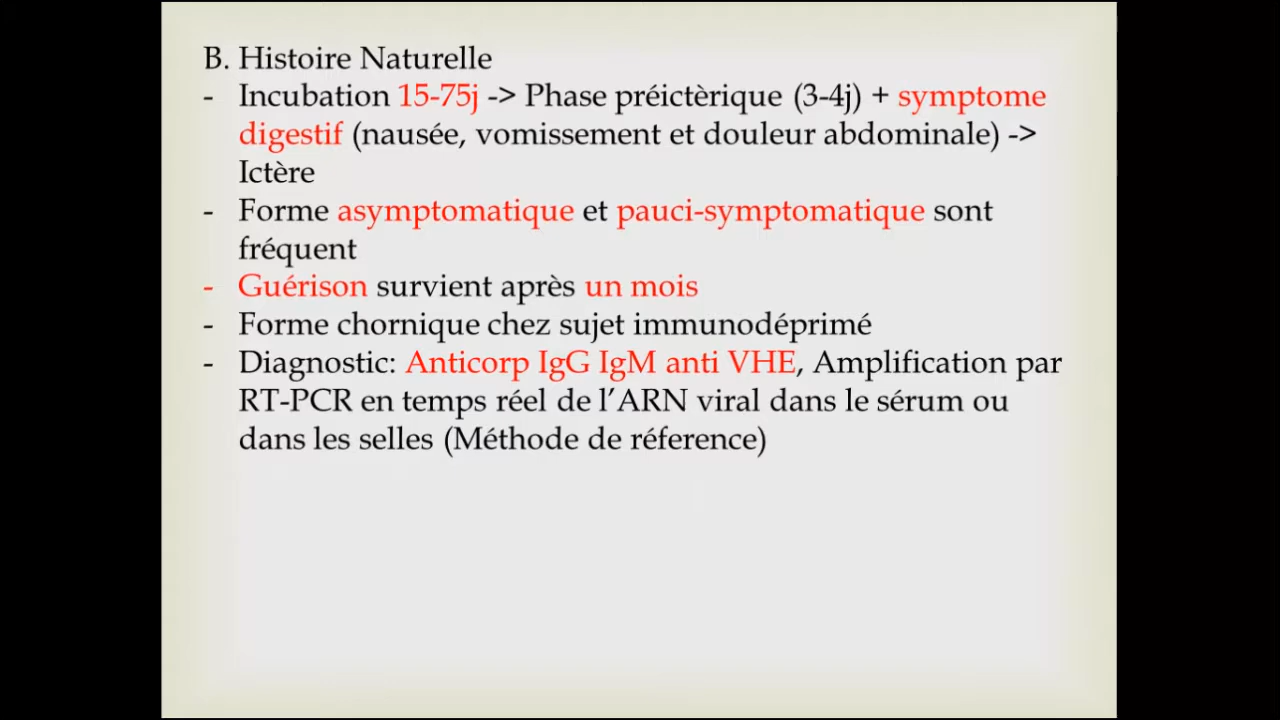 B. Histoire Naturelle
- Incubation 15-75j -> Phase préictèrique (3-4j) + symptome
digestif (nausée, vomissement et douleur abdominale) ->
Ictère
- Forme asymptomatique et pauci-symptomatique sont
fréquent
- Guérison survient après un mois
- Forme chornique chez sujet immunodéprimé
- Diagnostic: Anticorp IgG IgM anti VHE, Amplification par
RT-PCR en temps réel de l’ARN viral dans le sérum ou
dans les selles (Méthode de réference)